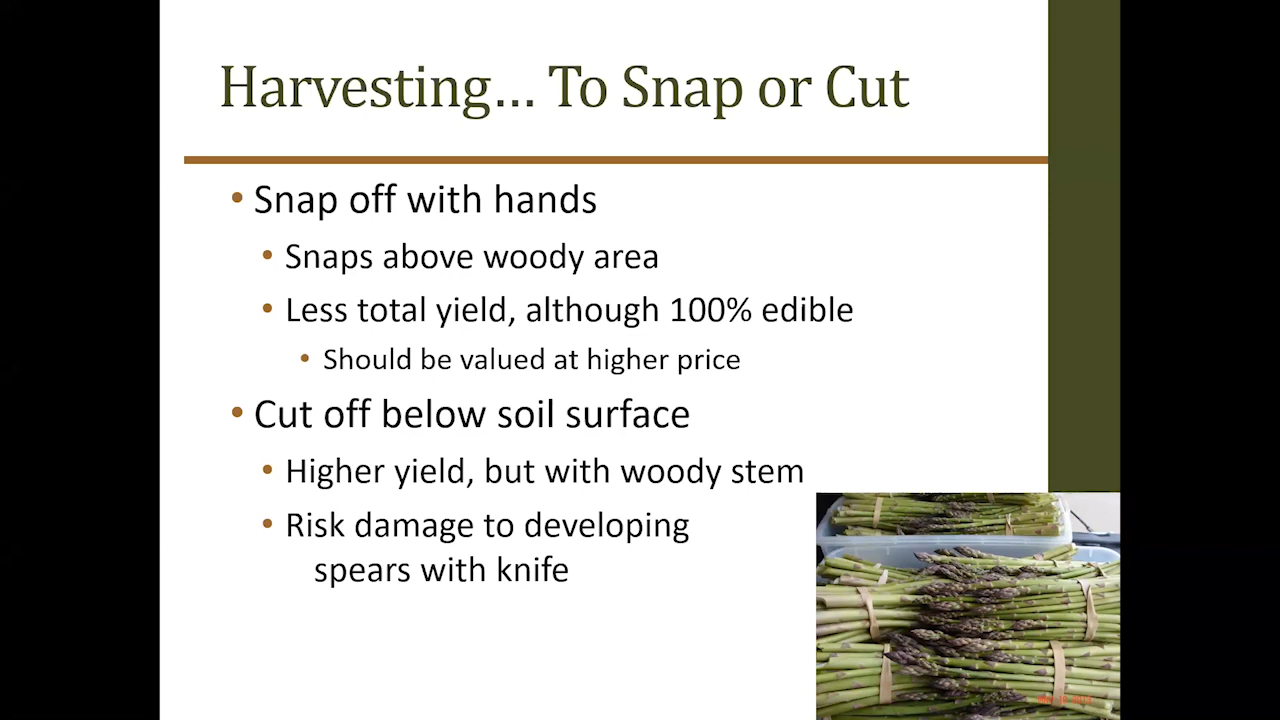 Harvesting... To Snap or Cut
• Snap off with hands
• Snaps above woody area
• Less total yield, although 100% edible
• Should be valued at higher price
• Cut off below soil surface
• Higher yield, but with woody stem
• Risk damage to developing
spears with knife